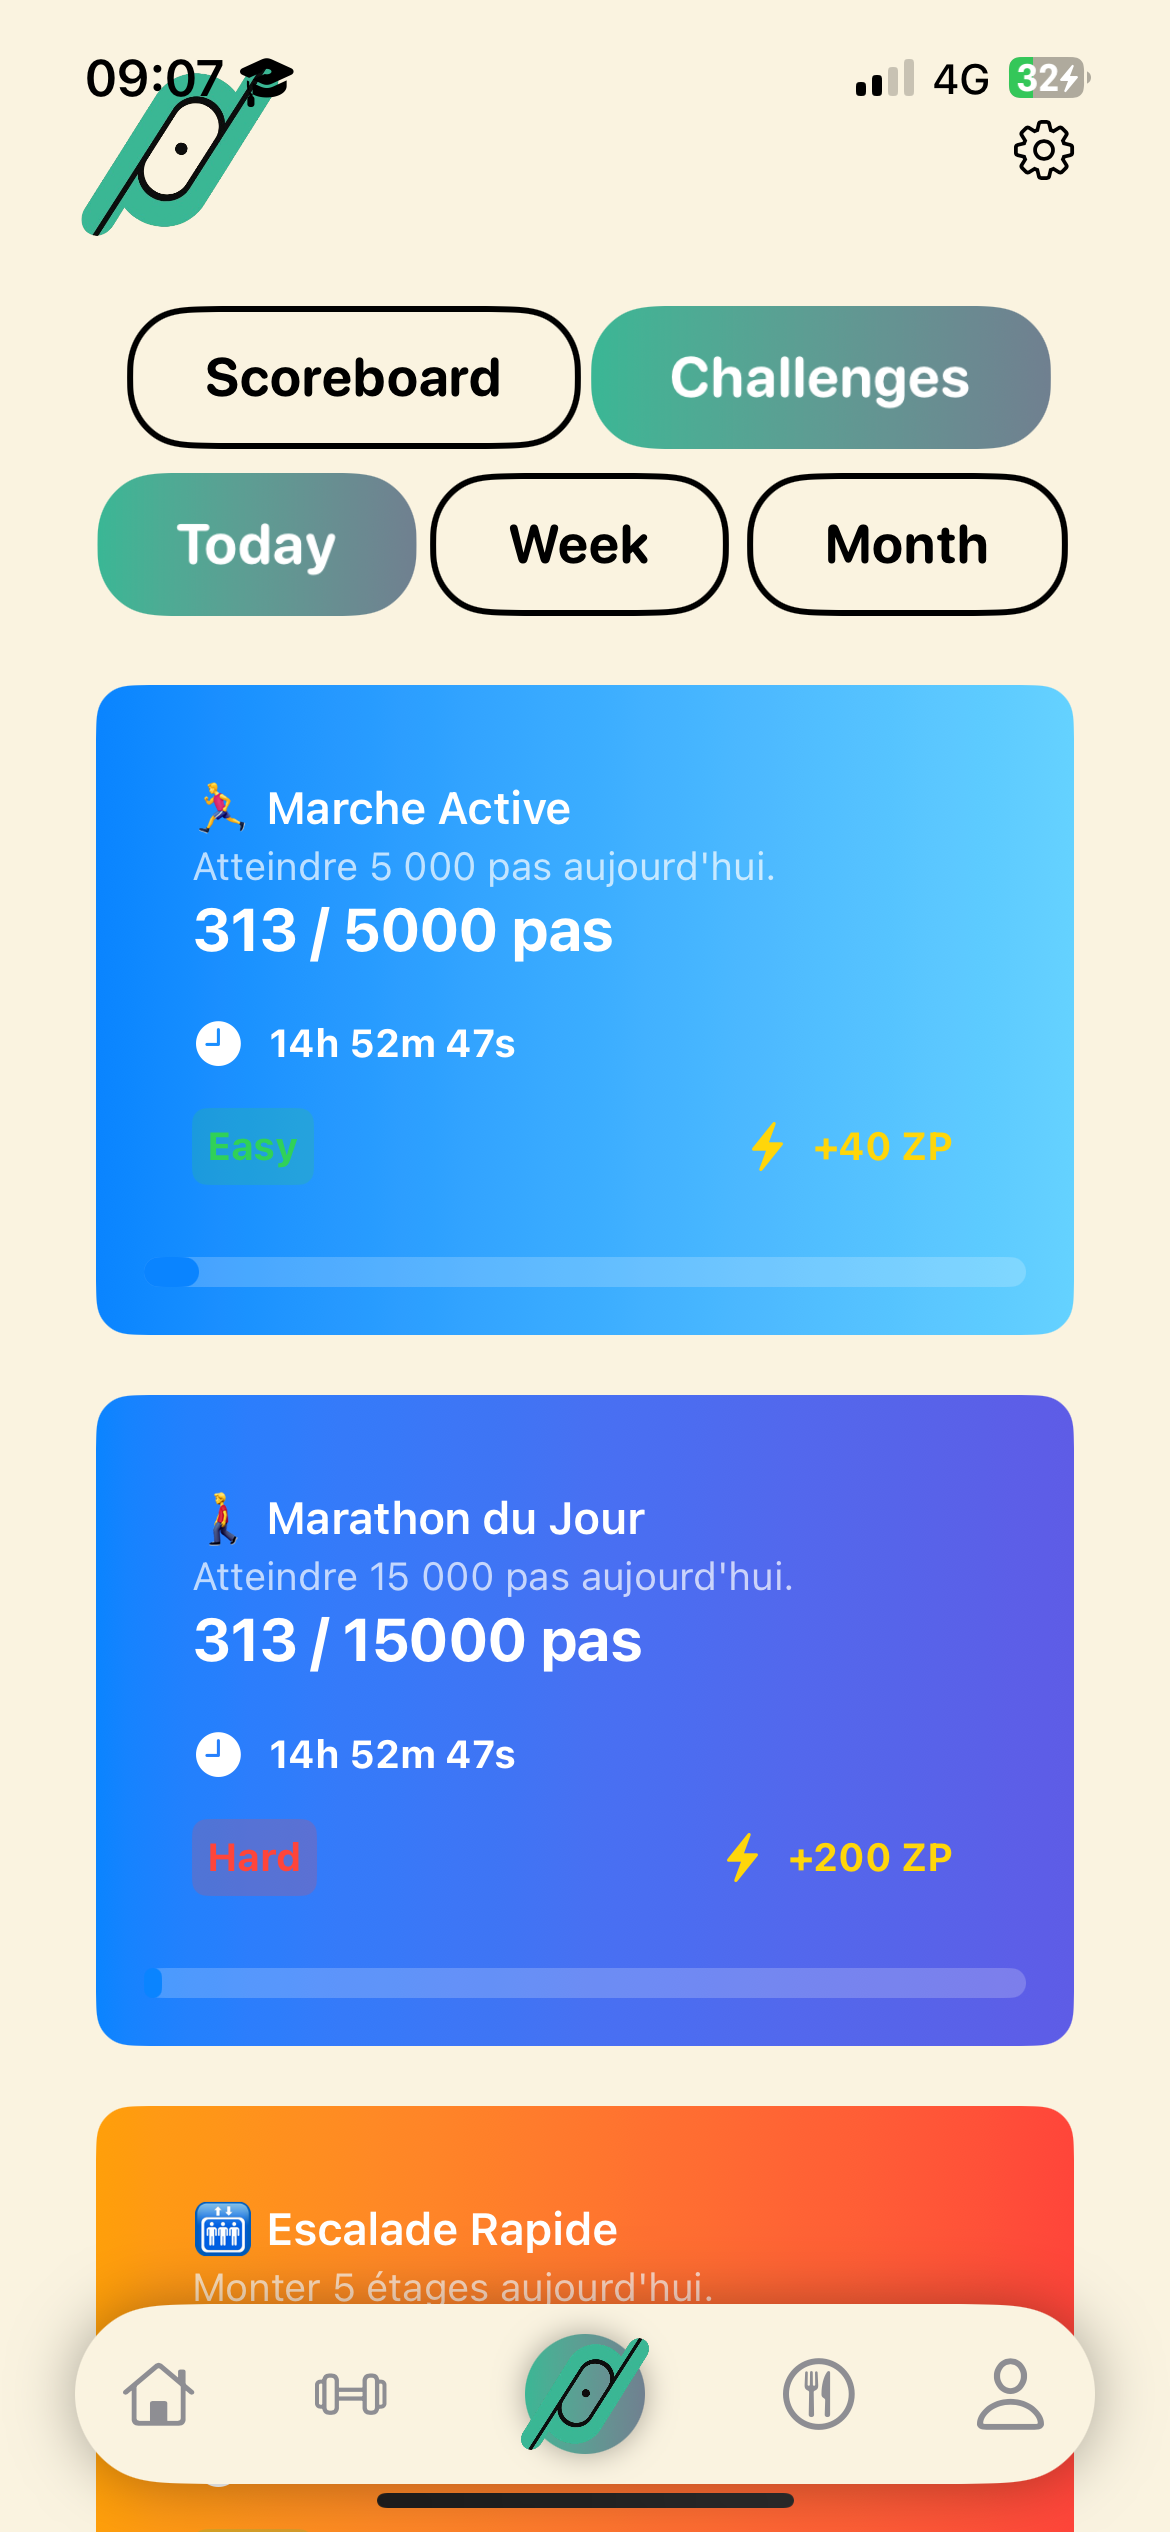 09:07
4G
32
Scoreboard
Challenges
Today
Week
Month
Marche Active
Atteindre 5 000 pas aujourd'hui.
313 / 5000 pas
14h 52m 47s
Easy
+40 ZP
Marathon du Jour
Atteindre 15 000 pas aujourd'hui.
313 / 15000 pas
14h 52m 47s
Hard
+200 ZP
Escalade Rapide
Monter 5 étages aujourd'hui.